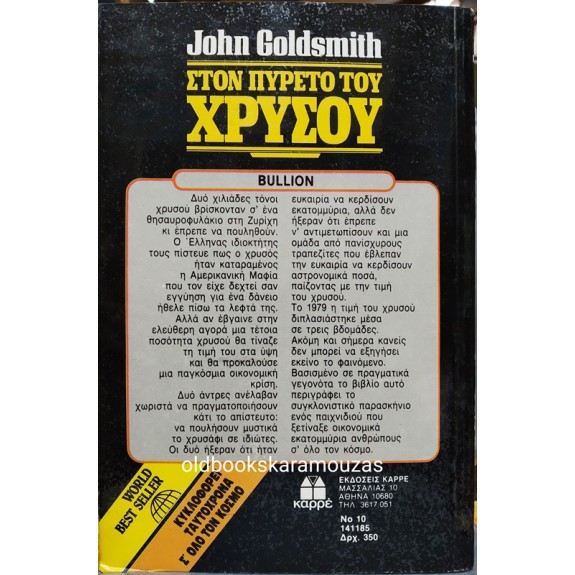 John Goldsmith
ΣΤΟΝ ΠΥΡΕΤΟ ΤΟΥ
ΧΡΥΣΟΥ
BULLION
Δυό χιλιάδες τόνοι
χρυσού βρίσκονταν σ' ένα
θησαυροφυλάκιο στη Ζυρίχη
κι έπρεπε να πουληθούν.
Ο Έλληνας ιδιοκτήτης
τους πίστευε πως ο χρυσός
ήταν καταραμένος
η Αμερικανική Μαφία
που τον είχε δεχτεί σαν
εγγύηση για ένα δάνειο
ήθελε πίσω τα λεφτά της.
Αλλά αν έβγαινε στην
ελεύθερη αγορά μια τέτοια
ποσότητα χρυσού θα τίναζε
τη τιμή του στα ύψη
και θα προκαλούσε
μια παγκόσμια οικονομική
κρίση.
Δυό άντρες ανέλαβαν
χωριστά να πραγματοποιήσουν
κάτι το απίστευτο:
να πουλήσουν μυστικά
το χρυσάφι σε ιδιώτες.
Οι δυό ήξεραν ότι ήταν
ευκαιρία να κερδίσουν
εκατομμύρια, αλλά δεν
ήξεραν ότι έπρεπε
ν' αντιμετωπίσουν και μια
ομάδα από πανίσχυρους
τραπεζίτες που έβλεπαν
την ευκαιρία να κερδίσουν
αστρονομικά ποσά,
παίζοντας με την τιμή
του χρυσού.
Το 1979 η τιμή του χρυσού
διπλασιάστηκε μέσα
σε τρεις βδομάδες.
Ακόμη και σήμερα κανείς
δεν μπορεί να εξηγήσει
εκείνο το φαινόμενο.
Βασισμένο σε πραγματικά
γεγονότα το βιβλίο αυτό
περιγράφει το
συγκλονιστικό παρασκήνιο
ενός παιχνιδιού που
ξετίναξε οικονομικά
εκατομμύρια ανθρώπους
σ' όλο τον κόσμο.
oldbookskaramouzas
WORLD
BEST SELLER
ΚΥΚΛΟΦΟΡΕΙ
ΤΑΥΤΟΧΡΟΝΑ
Σ' ΟΛΟ ΤΟΝ ΚΟΣΜΟ
καρρέ
ΕΚΔΟΣΕΙΣ ΚΑΡΡΕ
ΜΑΣΣΑΛΙΑΣ 10
ΑΘΗΝΑ 10680
ΤΗΛ. 3617.051
Νο 10
141185
Δρχ. 350